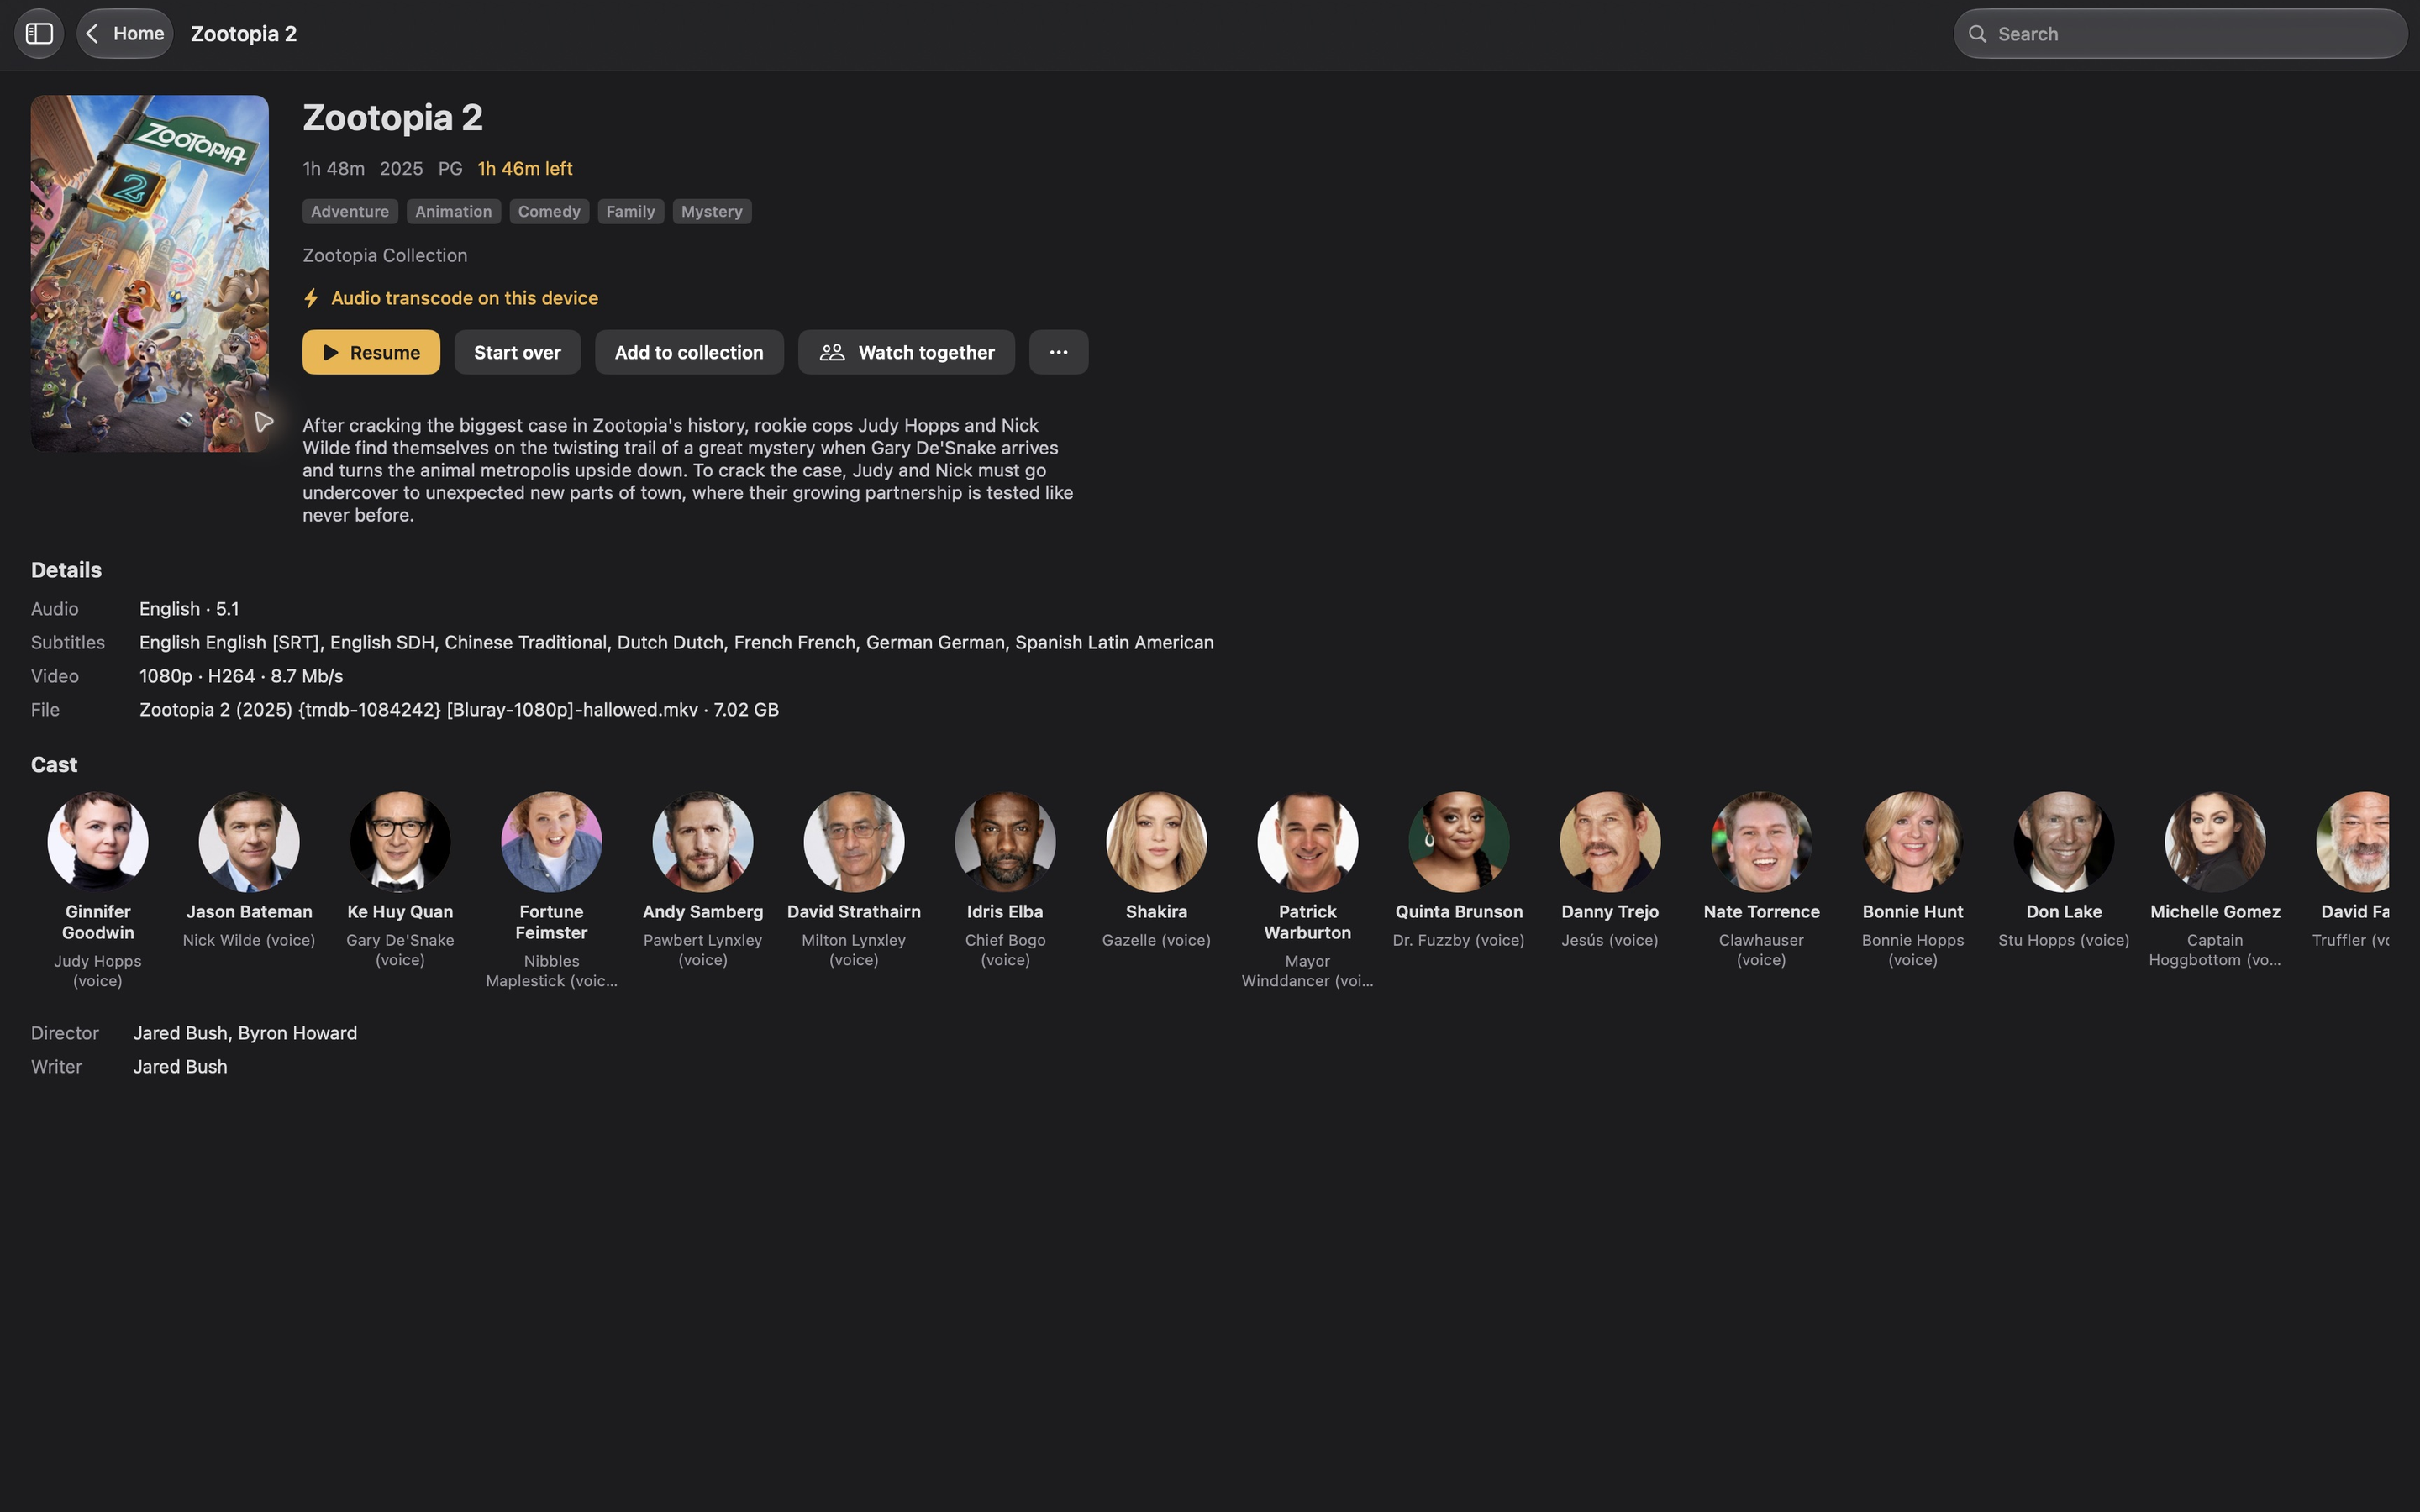 Home
Zootopia 2
Search
ZOOTOPIA
2
Zootopia 2
1h 48m 2025 PG 1h 46m left
Adventure Animation Comedy Family Mystery
Zootopia Collection
Audio transcode on this device
Resume Start over Add to collection Watch together ...
After cracking the biggest case in Zootopia's history, rookie cops Judy Hopps and Nick
Wilde find themselves on the twisting trail of a great mystery when Gary De'Snake arrives
and turns the animal metropolis upside down. To crack the case, Judy and Nick must go
undercover to unexpected new parts of town, where their growing partnership is tested like
never before.
Details
Audio English · 5.1
Subtitles English English [SRT], English SDH, Chinese Traditional, Dutch Dutch, French French, German German, Spanish Latin American
Video 1080p · H264 · 8.7 Mb/s
File Zootopia 2 (2025) {tmdb-1084242} [Bluray-1080p]-hallowed.mkv · 7.02 GB
Cast
Ginnifer
Goodwin
Judy Hopps
(voice)
Jason Bateman
Nick Wilde (voice)
Ke Huy Quan
Gary De'Snake
(voice)
Fortune
Feimster
Nibbles
Maplestick (voic...
Andy Samberg
Pawbert Lynxley
(voice)
David Strathairn
Milton Lynxley
(voice)
Idris Elba
Chief Bogo
(voice)
Shakira
Gazelle (voice)
Patrick
Warburton
Mayor
Winddancer (voi...
Quinta Brunson
Dr. Fuzzby (voice)
Danny Trejo
Jesús (voice)
Nate Torrence
Clawhauser
(voice)
Bonnie Hunt
Bonnie Hopps
(voice)
Don Lake
Stu Hopps (voice)
Michelle Gomez
Captain
Hoggbottom (vo...
David Fa
Truffler (vo
Director Jared Bush, Byron Howard
Writer Jared Bush